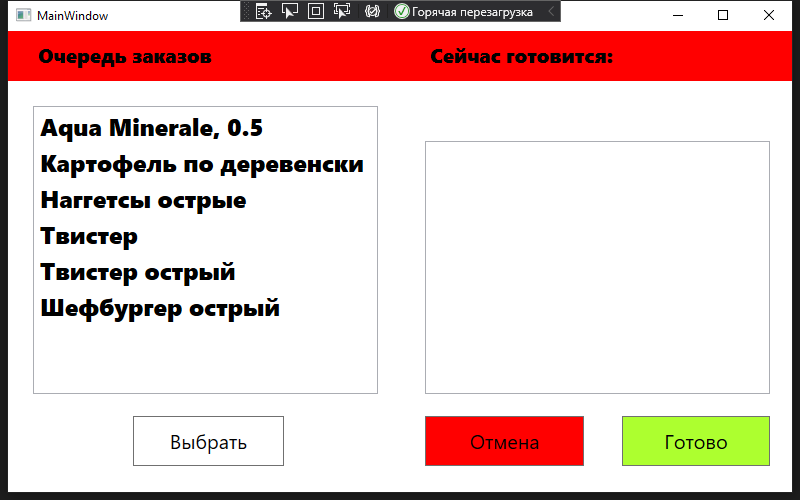 MainWindow
Горячая перезагрузка
Очередь заказов
Сейчас готовится:
Aqua Minerale, 0.5
Картофель по деревенски
Наггетсы острые
Твистер
Твистер острый
Шефбургер острый
Выбрать
Отмена
Готово